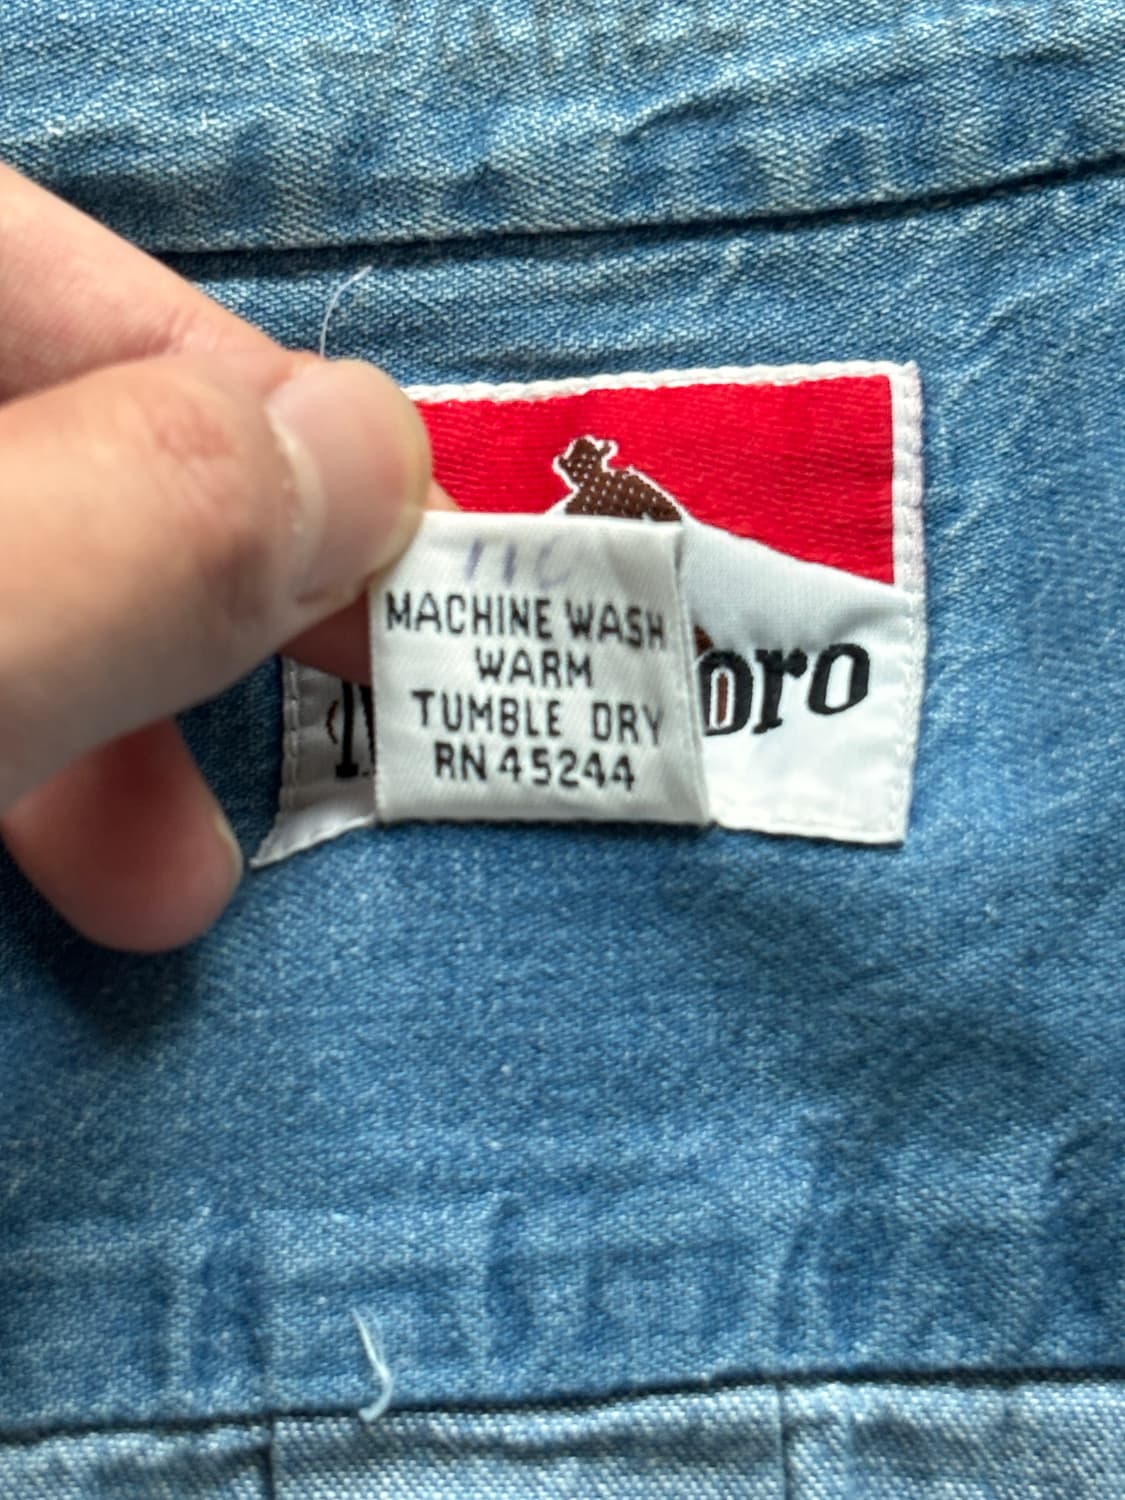 MACHINE WASH
WARM
TUMBLE DRY
RN 45244
oro